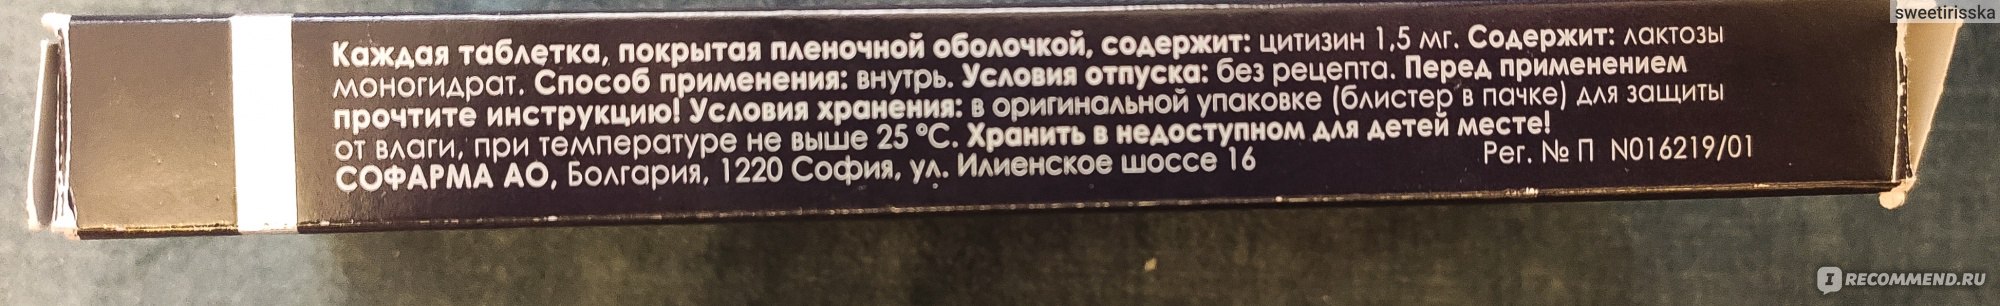 sweetirisska
Каждая таблетка, покрытая пленочной оболочкой, содержит: цитизин 1,5 мг. Содержит: лактозы
моногидрат. Способ применения: внутрь. Условия отпуска: без рецепта. Перед применением
прочтите инструкцию! Условия хранения: в оригинальной упаковке (блистер в пачке) для защиты
от влаги, при температуре не выше 25 °C. Хранить в недоступном для детей месте!
СОФАРМА АО, Болгария, 1220 София, ул. Илиенское шоссе 16
Рег. № П N016219/01
I RECOMMEND.RU